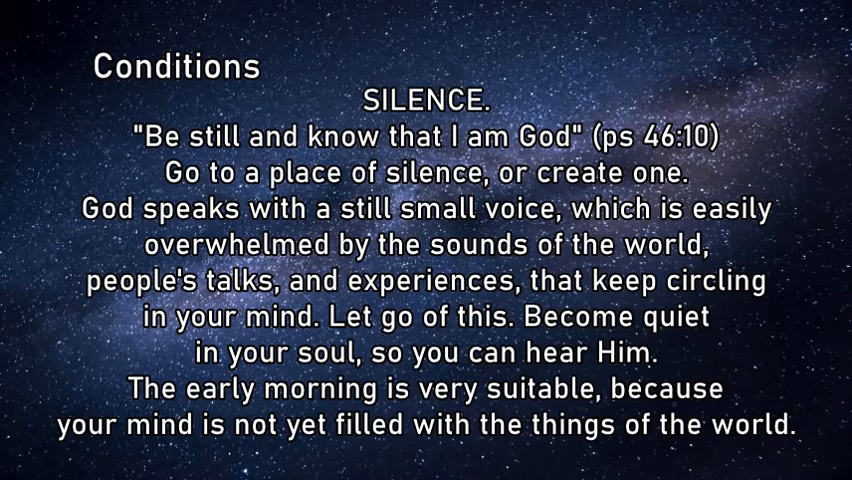 Conditions
SILENCE.
"Be still and know that I am God" (ps 46:10)
Go to a place of silence, or create one.
God speaks with a still small voice, which is easily
overwhelmed by the sounds of the world,
people's talks, and experiences, that keep circling
in your mind. Let go of this. Become quiet
in your soul, so you can hear Him.
The early morning is very suitable, because
your mind is not yet filled with the things of the world.